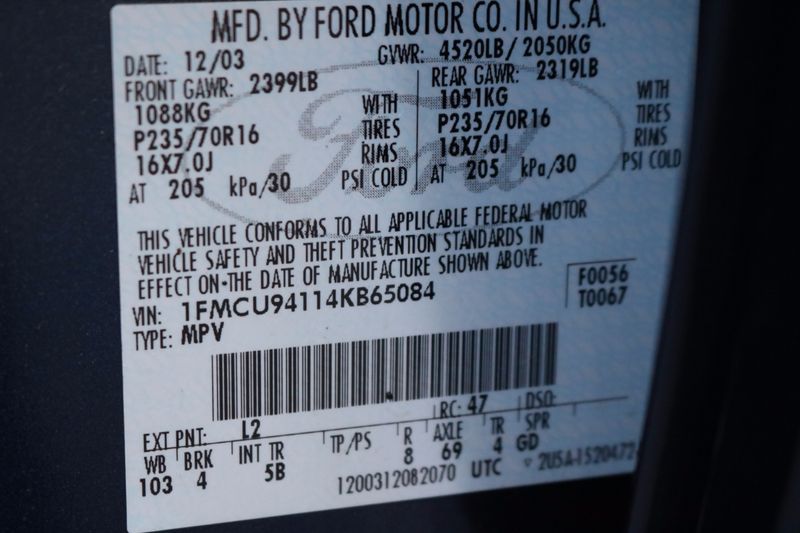 MFD. BY FORD MOTOR CO. IN U.S.A.
DATE: 12/03 GVWR: 4520LB/ 2050KG
FRONT GAWR: 2399LB REAR GAWR: 2319LB
1088KG WITH 1051KG WITH
P235/70R16 TIRES P235/70R16 TIRES
16X7.0J RIMS 16X7.0J RIMS
AT 205 kPa/30 PSI COLD AT 205 kPa/30 PSI COLD
Ford
THIS VEHICLE CONFORMS TO ALL APPLICABLE FEDERAL MOTOR
VEHICLE SAFETY AND THEFT PREVENTION STANDARDS IN
EFFECT ON-THE DATE OF MANUFACTURE SHOWN ABOVE.
F0056
VIN: 1FMCU94114KB65084 T0067
TYPE: MPV
EXT PNT: L2 RC: 47 DSO:
WB BRK INT TR TP/PS R AXLE TR SPR
103 4 5B 8 69 4 GD
1200312082070 UTC ▽ 2U5A-1520472-